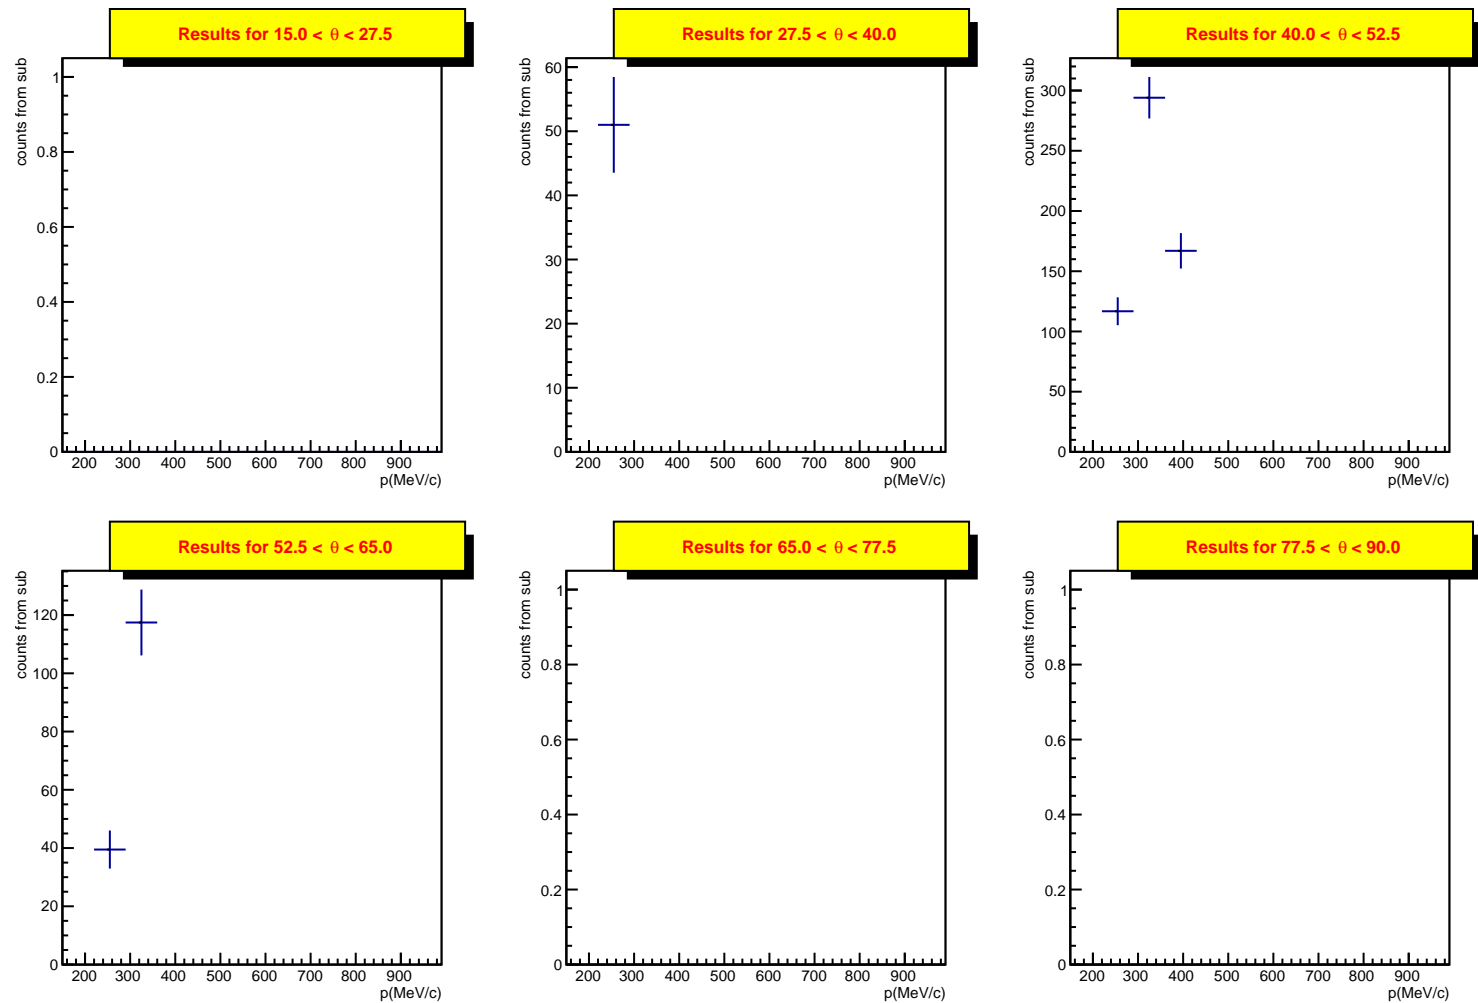 Results for 15.0 < θ < 27.5
counts from sub
1
0.8
0.6
0.4
0.2
0
200 300 400 500 600 700 800 900
p(MeV/c)
Results for 27.5 < θ < 40.0
counts from sub
60
50
40
30
20
10
0
200 300 400 500 600 700 800 900
p(MeV/c)
Results for 40.0 < θ < 52.5
counts from sub
300
250
200
150
100
50
0
200 300 400 500 600 700 800 900
p(MeV/c)
Results for 52.5 < θ < 65.0
counts from sub
120
100
80
60
40
20
0
200 300 400 500 600 700 800 900
p(MeV/c)
Results for 65.0 < θ < 77.5
counts from sub
1
0.8
0.6
0.4
0.2
0
200 300 400 500 600 700 800 900
p(MeV/c)
Results for 77.5 < θ < 90.0
counts from sub
1
0.8
0.6
0.4
0.2
0
200 300 400 500 600 700 800 900
p(MeV/c)